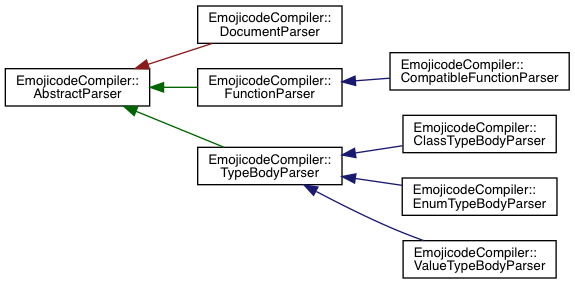 EmojicodeCompiler::
DocumentParser
EmojicodeCompiler::
AbstractParser
EmojicodeCompiler::
FunctionParser
EmojicodeCompiler::
CompatibleFunctionParser
EmojicodeCompiler::
ClassTypeBodyParser
EmojicodeCompiler::
TypeBodyParser
EmojicodeCompiler::
EnumTypeBodyParser
EmojicodeCompiler::
ValueTypeBodyParser